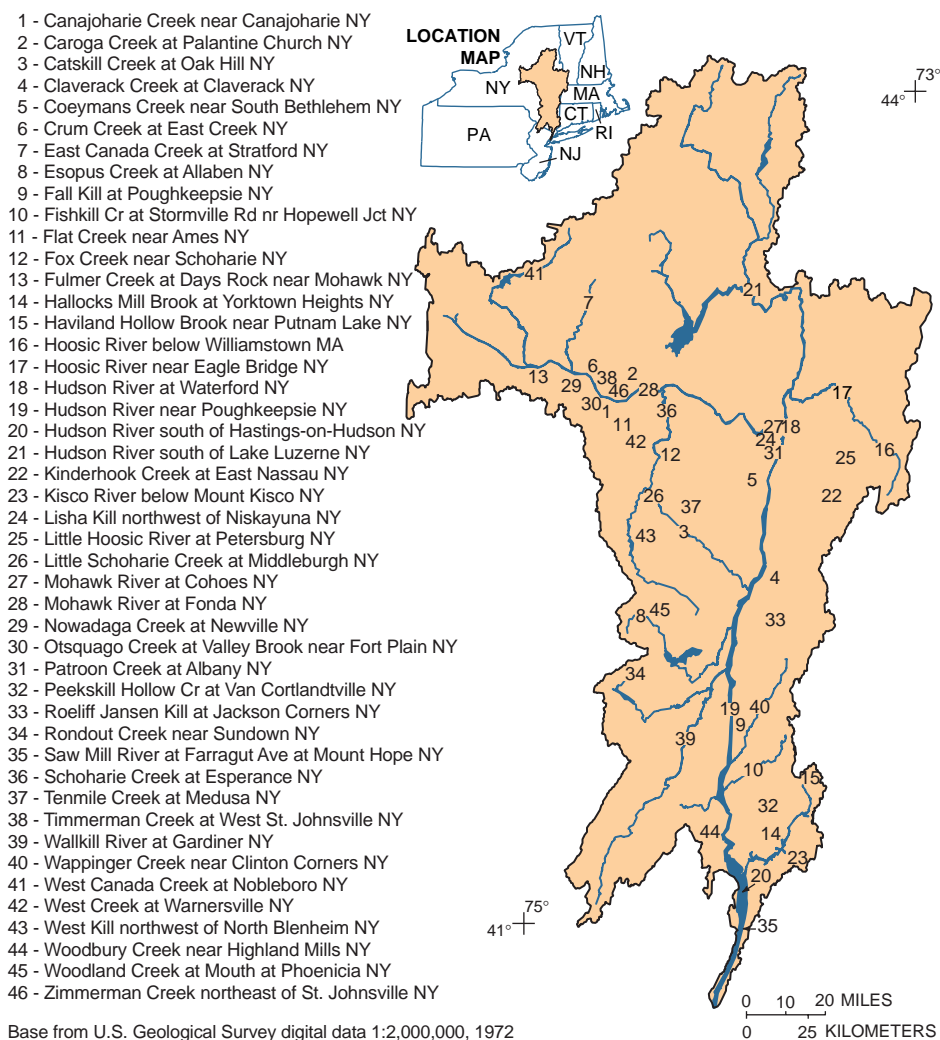 1 - Canajoharie Creek near Canajoharie NY
2 - Caroga Creek at Palantine Church NY
3 - Catskill Creek at Oak Hill NY
4 - Claverack Creek at Claverack NY
5 - Coeymans Creek near South Bethlehem NY
6 - Crum Creek at East Creek NY
7 - East Canada Creek at Stratford NY
8 - Esopus Creek at Allaben NY
9 - Fall Kill at Poughkeepsie NY
10 - Fishkill Cr at Stormville Rd nr Hopewell Jct NY
11 - Flat Creek near Ames NY
12 - Fox Creek near Schoharie NY
13 - Fulmer Creek at Days Rock near Mohawk NY
14 - Hallocks Mill Brook at Yorktown Heights NY
15 - Haviland Hollow Brook near Putnam Lake NY
16 - Hoosic River below Williamstown MA
17 - Hoosic River near Eagle Bridge NY
18 - Hudson River at Waterford NY
19 - Hudson River near Poughkeepsie NY
20 - Hudson River south of Hastings-on-Hudson NY
21 - Hudson River south of Lake Luzerne NY
22 - Kinderhook Creek at East Nassau NY
23 - Kisco River below Mount Kisco NY
24 - Lisha Kill northwest of Niskayuna NY
25 - Little Hoosic River at Petersburg NY
26 - Little Schoharie Creek at Middleburgh NY
27 - Mohawk River at Cohoes NY
28 - Mohawk River at Fonda NY
29 - Nowadaga Creek at Newville NY
30 - Otsquago Creek at Valley Brook near Fort Plain NY
31 - Patroon Creek at Albany NY
32 - Peekskill Hollow Cr at Van Cortlandtville NY
33 - Roeliff Jansen Kill at Jackson Corners NY
34 - Rondout Creek near Sundown NY
35 - Saw Mill River at Farragut Ave at Mount Hope NY
36 - Schoharie Creek at Esperance NY
37 - Tenmile Creek at Medusa NY
38 - Timmerman Creek at West St. Johnsville NY
39 - Wallkill River at Gardiner NY
40 - Wappinger Creek near Clinton Corners NY
41 - West Canada Creek at Nobleboro NY
42 - West Creek at Warnersville NY
43 - West Kill northwest of North Blenheim NY
44 - Woodbury Creek near Highland Mills NY
45 - Woodland Creek at Mouth at Phoenicia NY
46 - Zimmerman Creek northeast of St. Johnsville NY
Base from U.S. Geological Survey digital data 1:2,000,000, 1972
LOCATION
MAP
VT
NH
NY
MA
CT
RI
PA
NJ
73°
44°
41
21
7
6
2
13
29
38
46
28
17
30
1
36
11
27
18
42
24
12
31
25
16
5
26
37
22
43
3
4
8
45
33
34
19
40
9
39
10
15
32
44
14
23
20
75°
41°
35
0 10 20 MILES
0 25 KILOMETERS